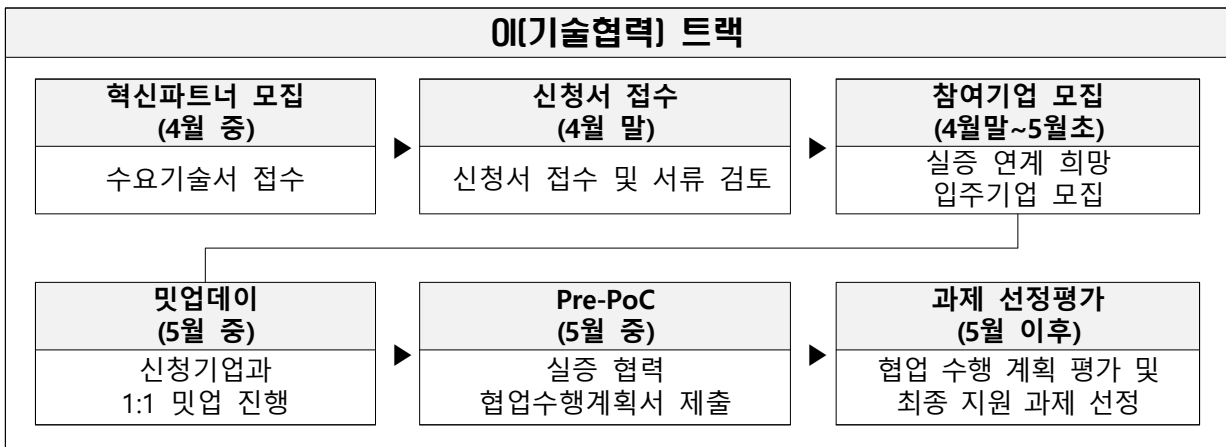 OI(기술협력) 트랙
혁신파트너 모집
(4월 중)
수요기술서 접수
▶
신청서 접수
(4월 말)
신청서 접수 및 서류 검토
▶
참여기업 모집
(4월말~5월초)
실증 연계 희망
입주기업 모집
밋업데이
(5월 중)
신청기업과
1:1 밋업 진행
▶
Pre-PoC
(5월 중)
실증 협력
협업수행계획서 제출
▶
과제 선정평가
(5월 이후)
협업 수행 계획 평가 및
최종 지원 과제 선정